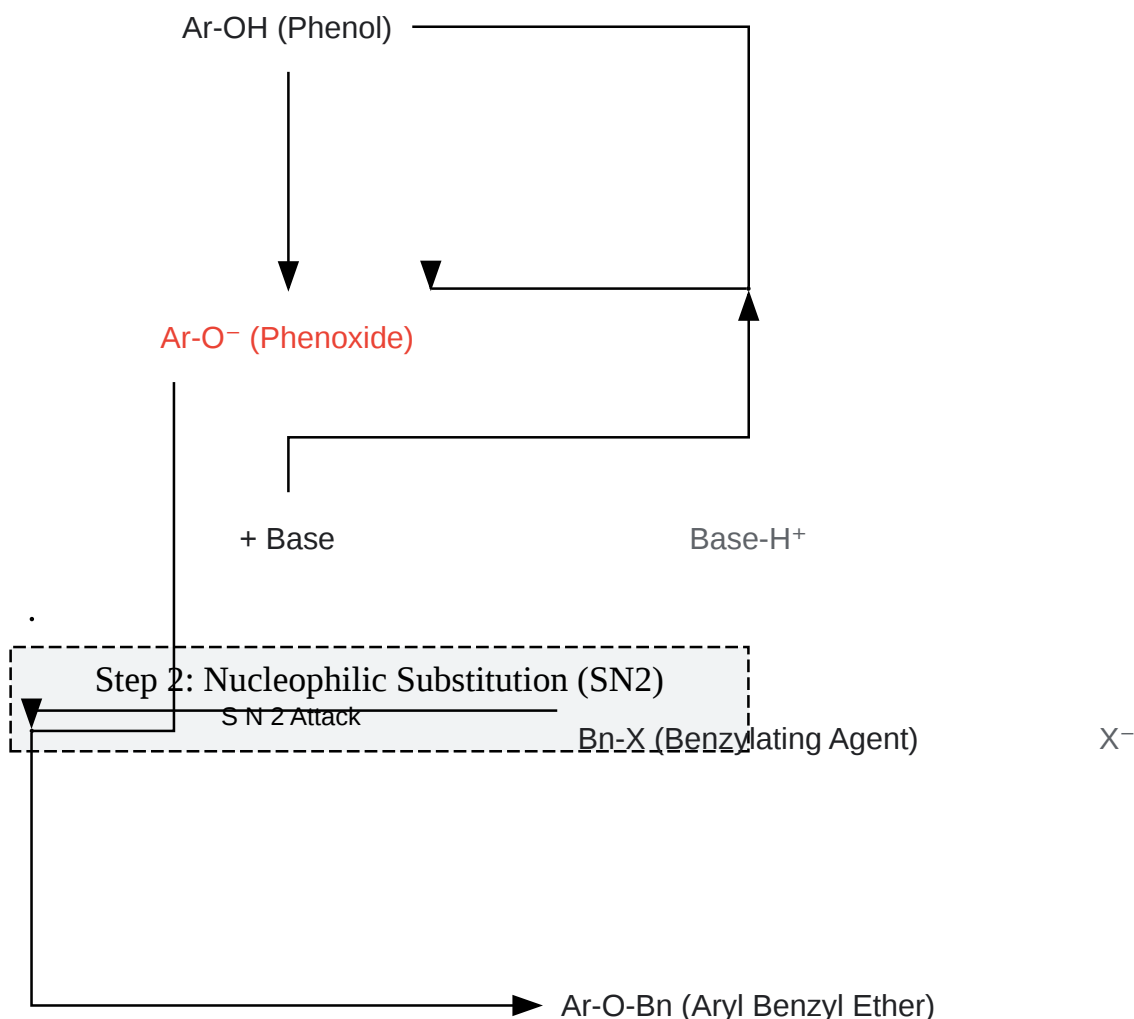 Ar-OH (Phenol)
Ar-O⁻ (Phenoxide)
+ Base
Base-H⁺
Step 2: Nucleophilic Substitution (SN2)
S N 2 Attack
Bn-X (Benzylating Agent)
X⁻
Ar-O-Bn (Aryl Benzyl Ether)